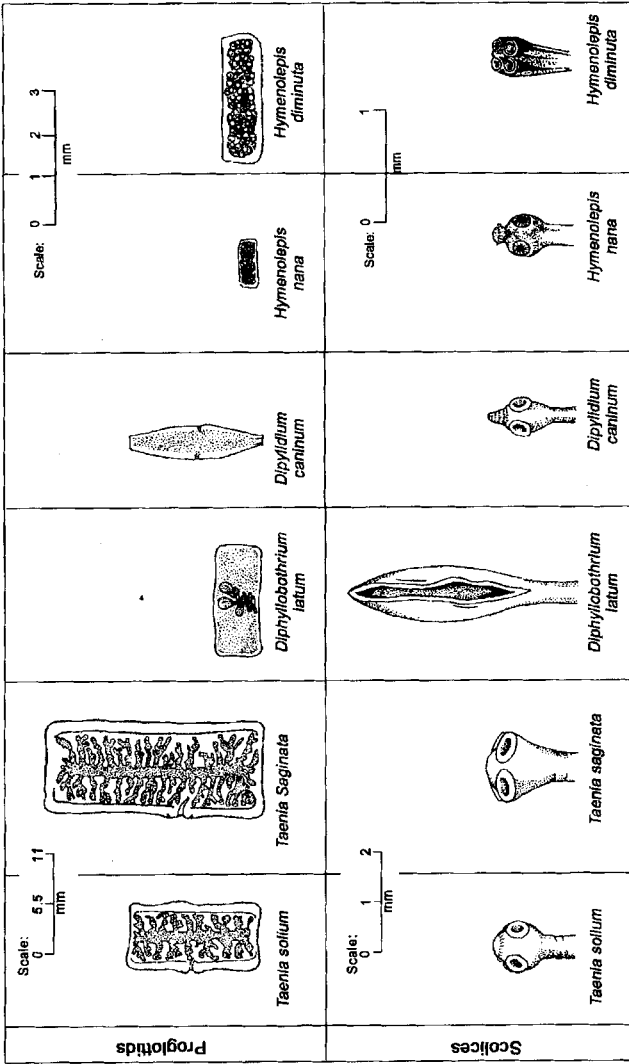 Proglottids
Scale:
0 5.5 11
mm
Taenia solium
Taenia Saginata
Diphyllobothrium
latum
Dipylidium
caninum
Scale:
0 1 2 3
mm
Hymenolepis
nana
Hymenolepis
diminuta
Scolices
Scale:
0 1 2
mm
Taenia solium
Taenia saginata
Diphyllobothrium
latum
Dipylidium
caninum
Scale:
0 1
mm
Hymenolepis
nana
Hymenolepis
diminuta